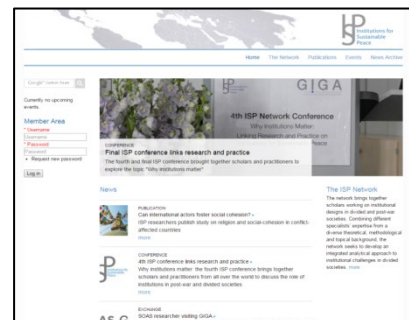 Institutions for
Sustainable
Peace
Home The Network Publications Events News Archive
Currently no upcoming
events.
Member Area
* Username
Username
* Password
Password
Request new password
Log in
GIGA
4th ISP Network Conference
Why Institutions Matter:
Linking Research and Practice on
Peace
CONFERENCE
Final ISP conference links research and practice
The fourth and final ISP conference brought together scholars and practitioners to
explore the topic "Why institutions matter"
News
PUBLICATION
Can international actors foster social cohesion?
ISP researchers publish study on religion and social cohesion in conflict-
affected countries
more
CONFERENCE
4th ISP conference links research and practice
Why institutions matter: the fourth ISP conference brings together
scholars and practitioners from all over the world to discuss the role of
institutions in post-war and divided societies
more
EXCHANGE
SOAS researcher visiting GIGA
The ISP Network
The network brings together
scholars working on institutional
designs in divided and post-war
societies. Combining different
specialists' expertise from a
diverse theoretical, methodological
and topical background, the
network seeks to develop an
integrated analytical approach to
institutional challenges in divided
societies. more